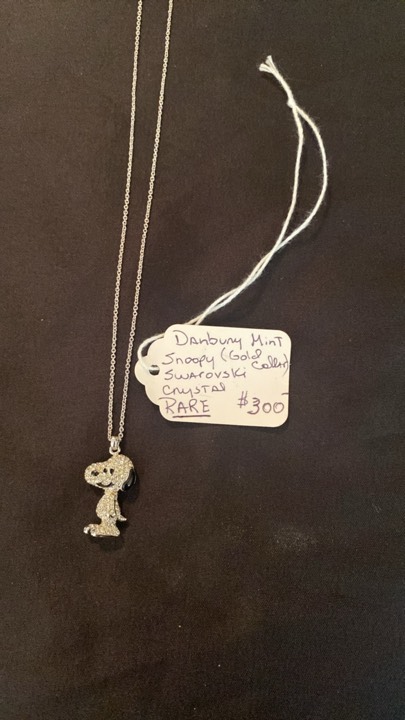 Danbury Mint
Snoopy (Gold Collar)
Swarovski
Crystal
RARE $300